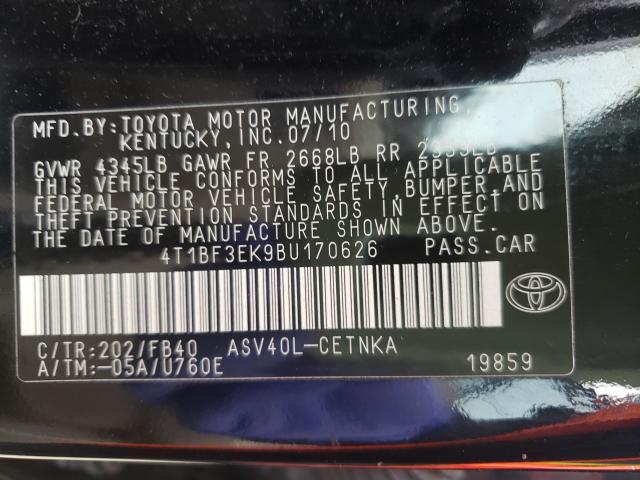 MFD.BY:TOYOTA MOTOR MANUFACTURING,
KENTUCKY,INC.07/10
GVWR 4345LB GAWR FR 2668LB RR
THIS VEHICLE CONFORMS TO ALL APPLICABLE
FEDERAL MOTOR VEHICLE SAFETY,BUMPER,AND
THEFT PREVENTION STANDARDS IN EFFECT ON
THE DATE OF MANUFACTURE SHOWN ABOVE.
4T1BF3EK9BU170626 PASS.CAR
C/TR:202/FB40 ASV40L-CETNKA
A/TM:-05A/U760E 19859